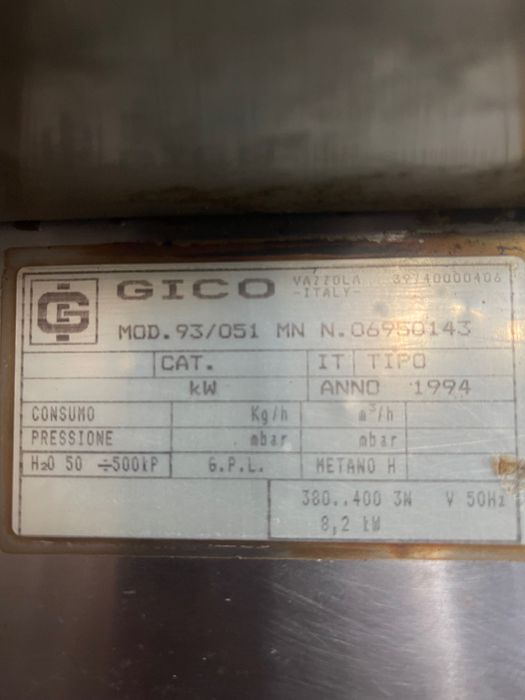 GICO VAZZOLA 39740000406
-ITALY-
MOD.93/051 MN N.06950143
CAT. IT TIPO
kW ANNO 1994
CONSUMO Kg/h m³/h
PRESSIONE mbar mbar
H₂O 50 ÷500kP G.P.L. METANO H
380..400 3N V 50Hz
8,2 kW